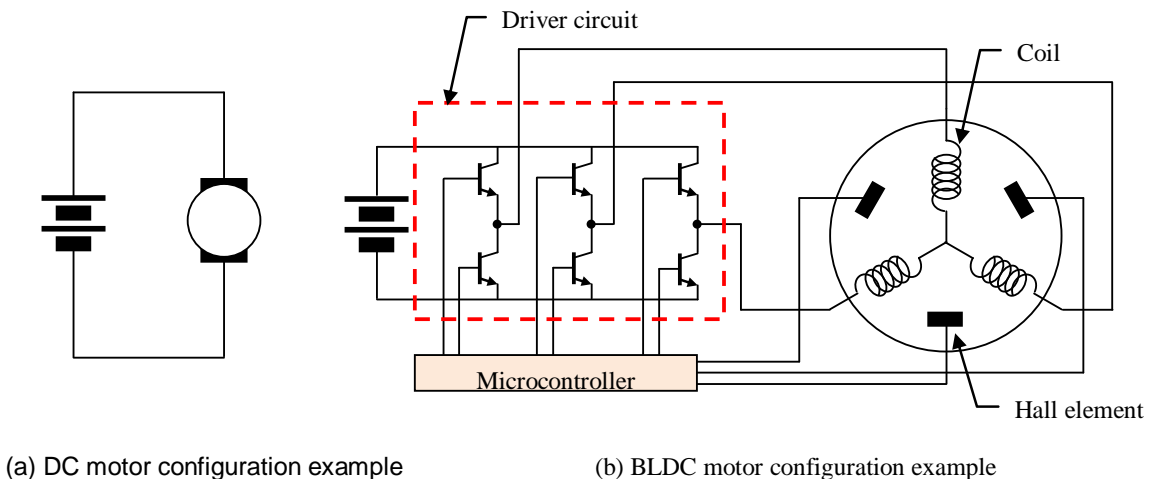 Driver circuit
Coil
Microcontroller
Hall element
(a) DC motor configuration example
(b) BLDC motor configuration example